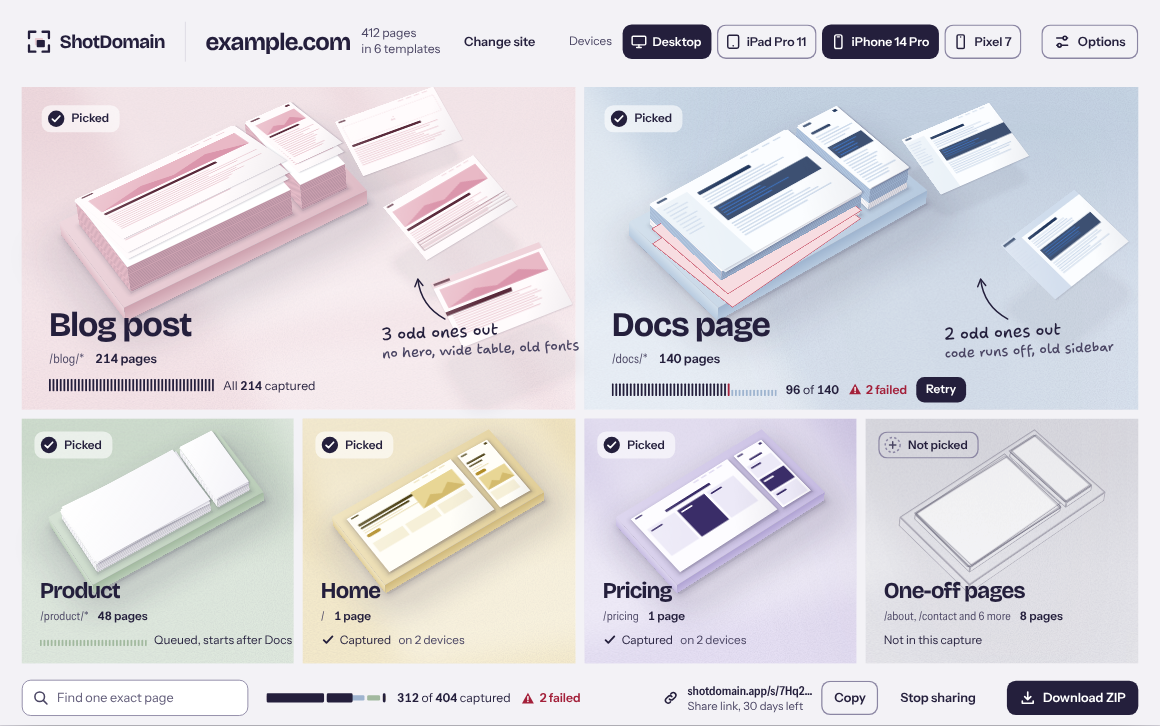 ShotDomain
example.com
412 pages
in 6 templates
Change site
Devices
Desktop
iPad Pro 11
iPhone 14 Pro
Pixel 7
Options
Picked
3 odd ones out
no hero, wide table, old fonts
Blog post
/blog/* 214 pages
All 214 captured
Picked
2 odd ones out
code runs off, old sidebar
Docs page
/docs/* 140 pages
96 of 140 2 failed Retry
Picked
Product
/product/* 48 pages
Queued, starts after Docs
Picked
Home
/ 1 page
Captured on 2 devices
Picked
Pricing
/pricing 1 page
Captured on 2 devices
Not picked
One-off pages
/about, /contact and 6 more 8 pages
Not in this capture
Find one exact page
312 of 404 captured 2 failed
shotdomain.app/s/7Hq2...
Share link, 30 days left
Copy
Stop sharing
Download ZIP